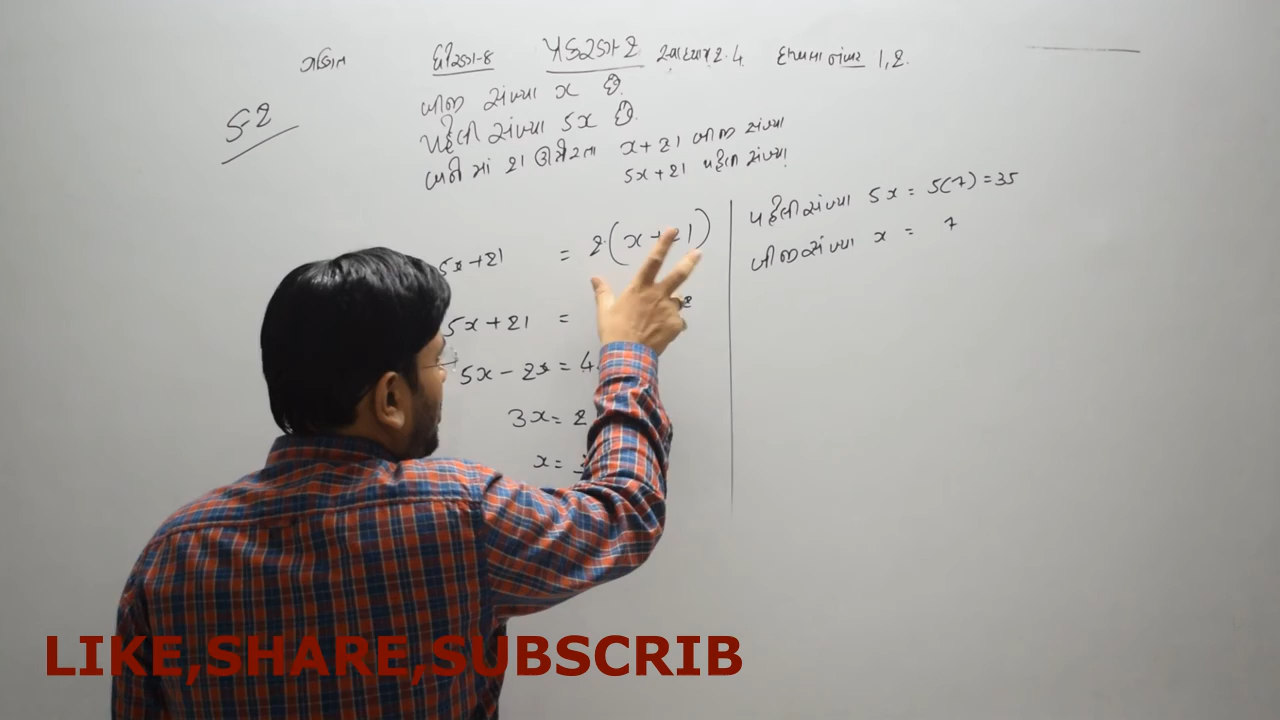 ગણિત ધોરણ-8 પ્રકરણ-2 સ્વાધ્યાય 2.4 દાખલા નંબર 1,2.
દા-2
બીજી સંખ્યા x છે.
પહેલી સંખ્યા 5x છે.
બંને માં 21 ઉમેરતા x+21 બીજી સંખ્યા
5x+21 પહેલી સંખ્યા
5x+21 = 2(x+21)
5x+21 =
5x-2x = 4
3x = 2
x =
પહેલી સંખ્યા 5x = 5(7) = 35
બીજી સંખ્યા x = 7
LIKE,SHARE,SUBSCRIB